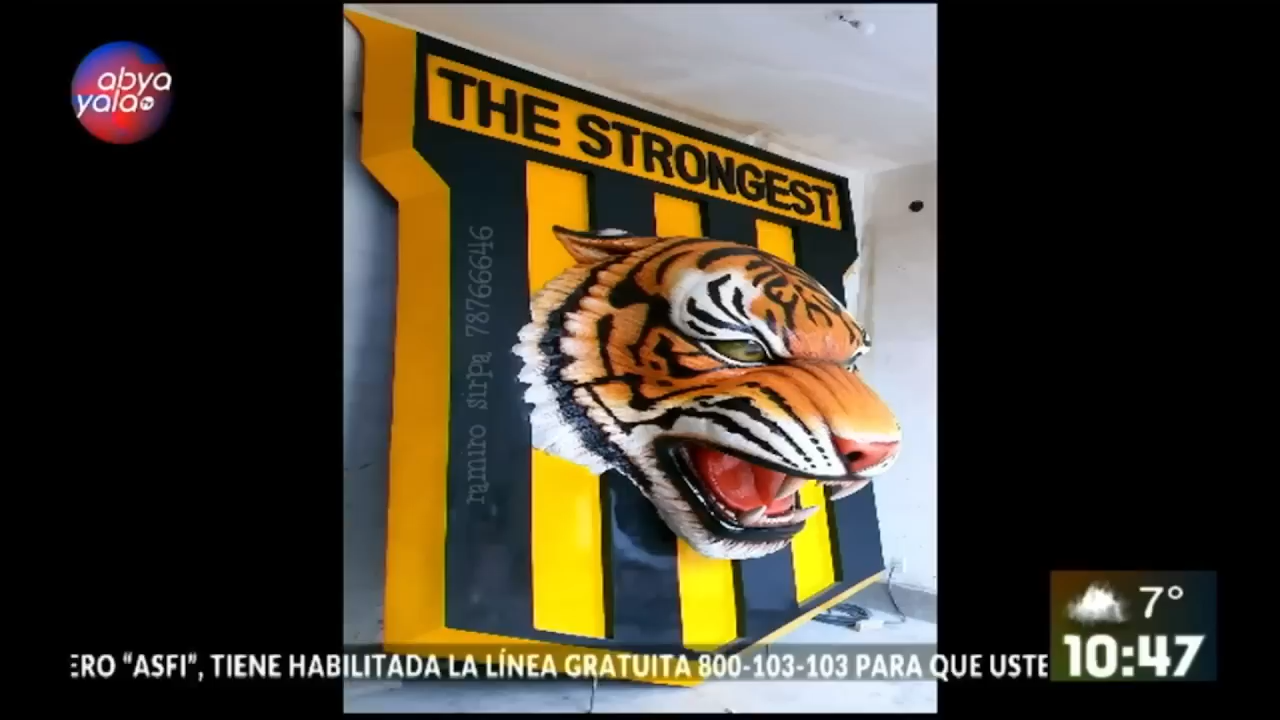 abya
yala tv
THE STRONGEST
ramiro sirpa 78766646
7°
10:47
ERO “ASFI”, TIENE HABILITADA LA LÍNEA GRATUITA 800-103-103 PARA QUE USTE